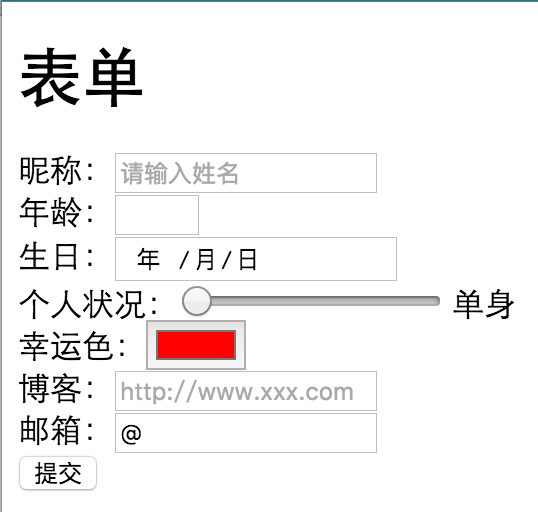 表单
昵称：请输入姓名
年龄：
生日： 年 /月/日
个人状况： 单身
幸运色：
博客：http://www.xxx.com
邮箱：@
提交